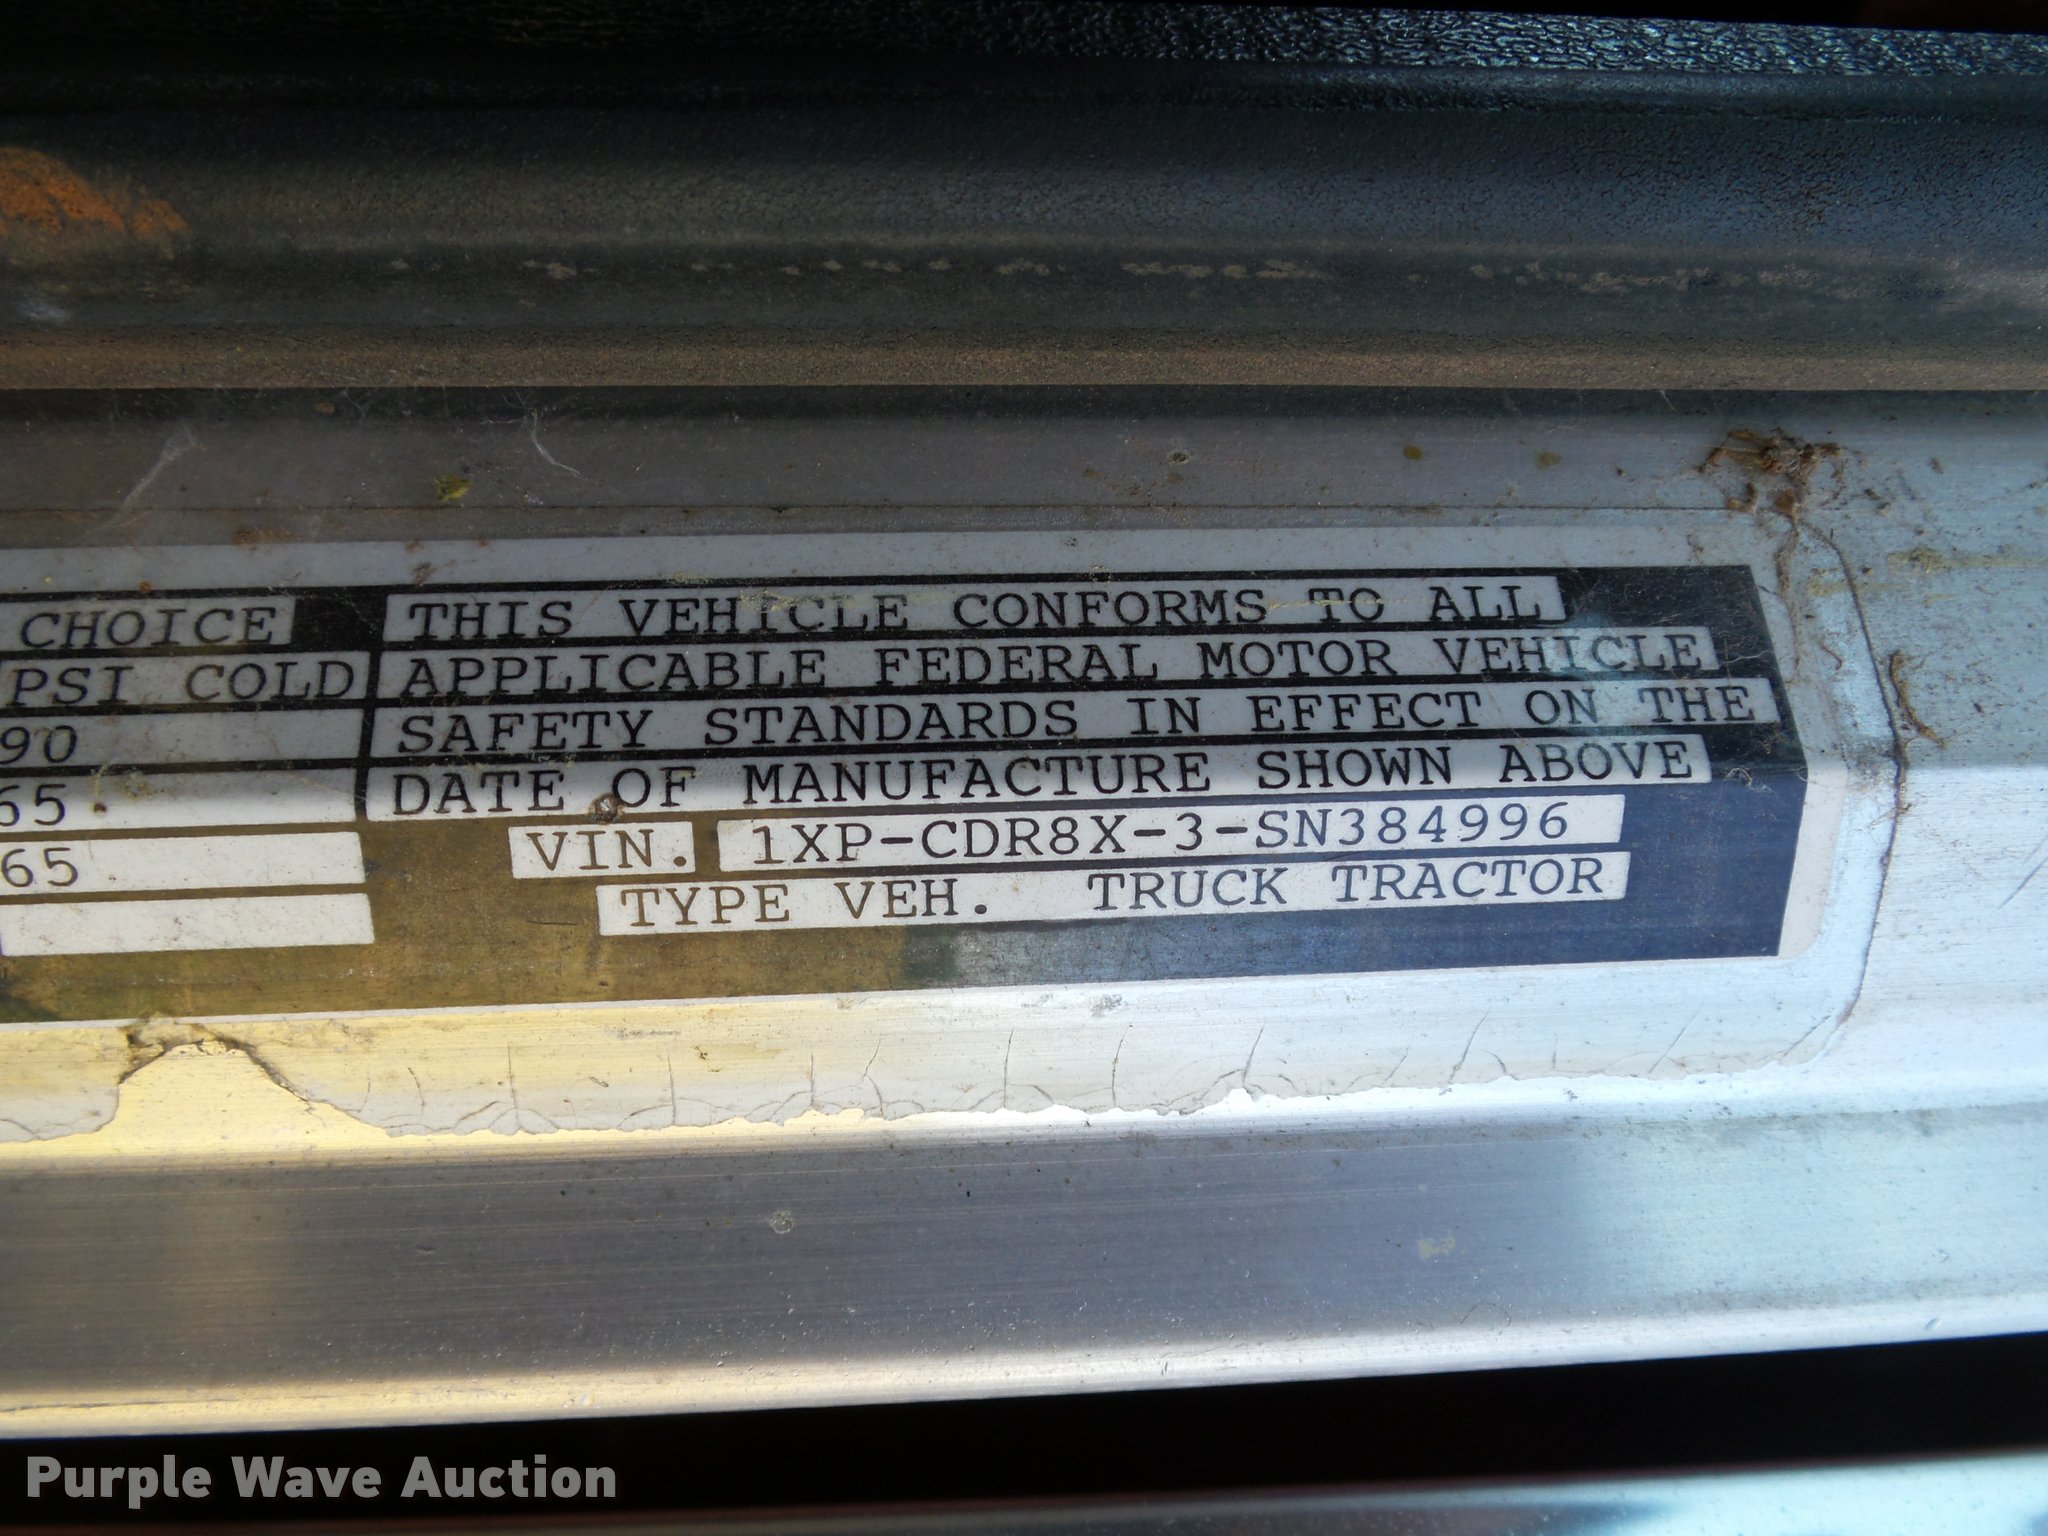 CHOICE
PSI COLD
90
65
65
THIS VEHICLE CONFORMS TO ALL
APPLICABLE FEDERAL MOTOR VEHICLE
SAFETY STANDARDS IN EFFECT ON THE
DATE OF MANUFACTURE SHOWN ABOVE
VIN. 1XP-CDR8X-3-SN384996
TYPE VEH. TRUCK TRACTOR
Purple Wave Auction